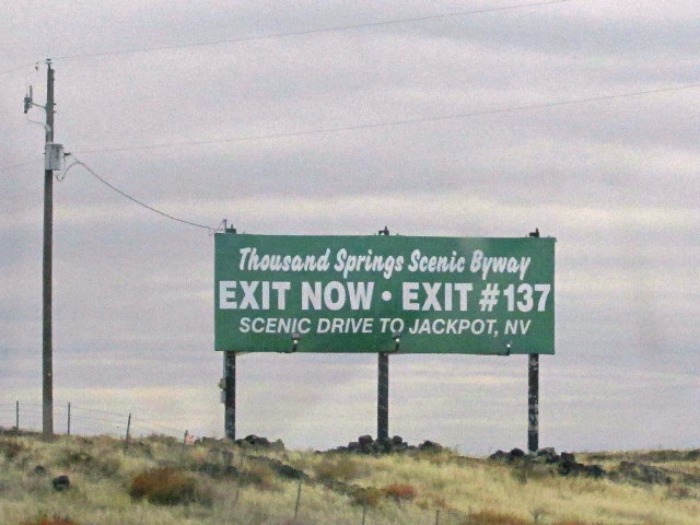 Thousand Springs Scenic Byway
EXIT NOW • EXIT #137
SCENIC DRIVE TO JACKPOT, NV